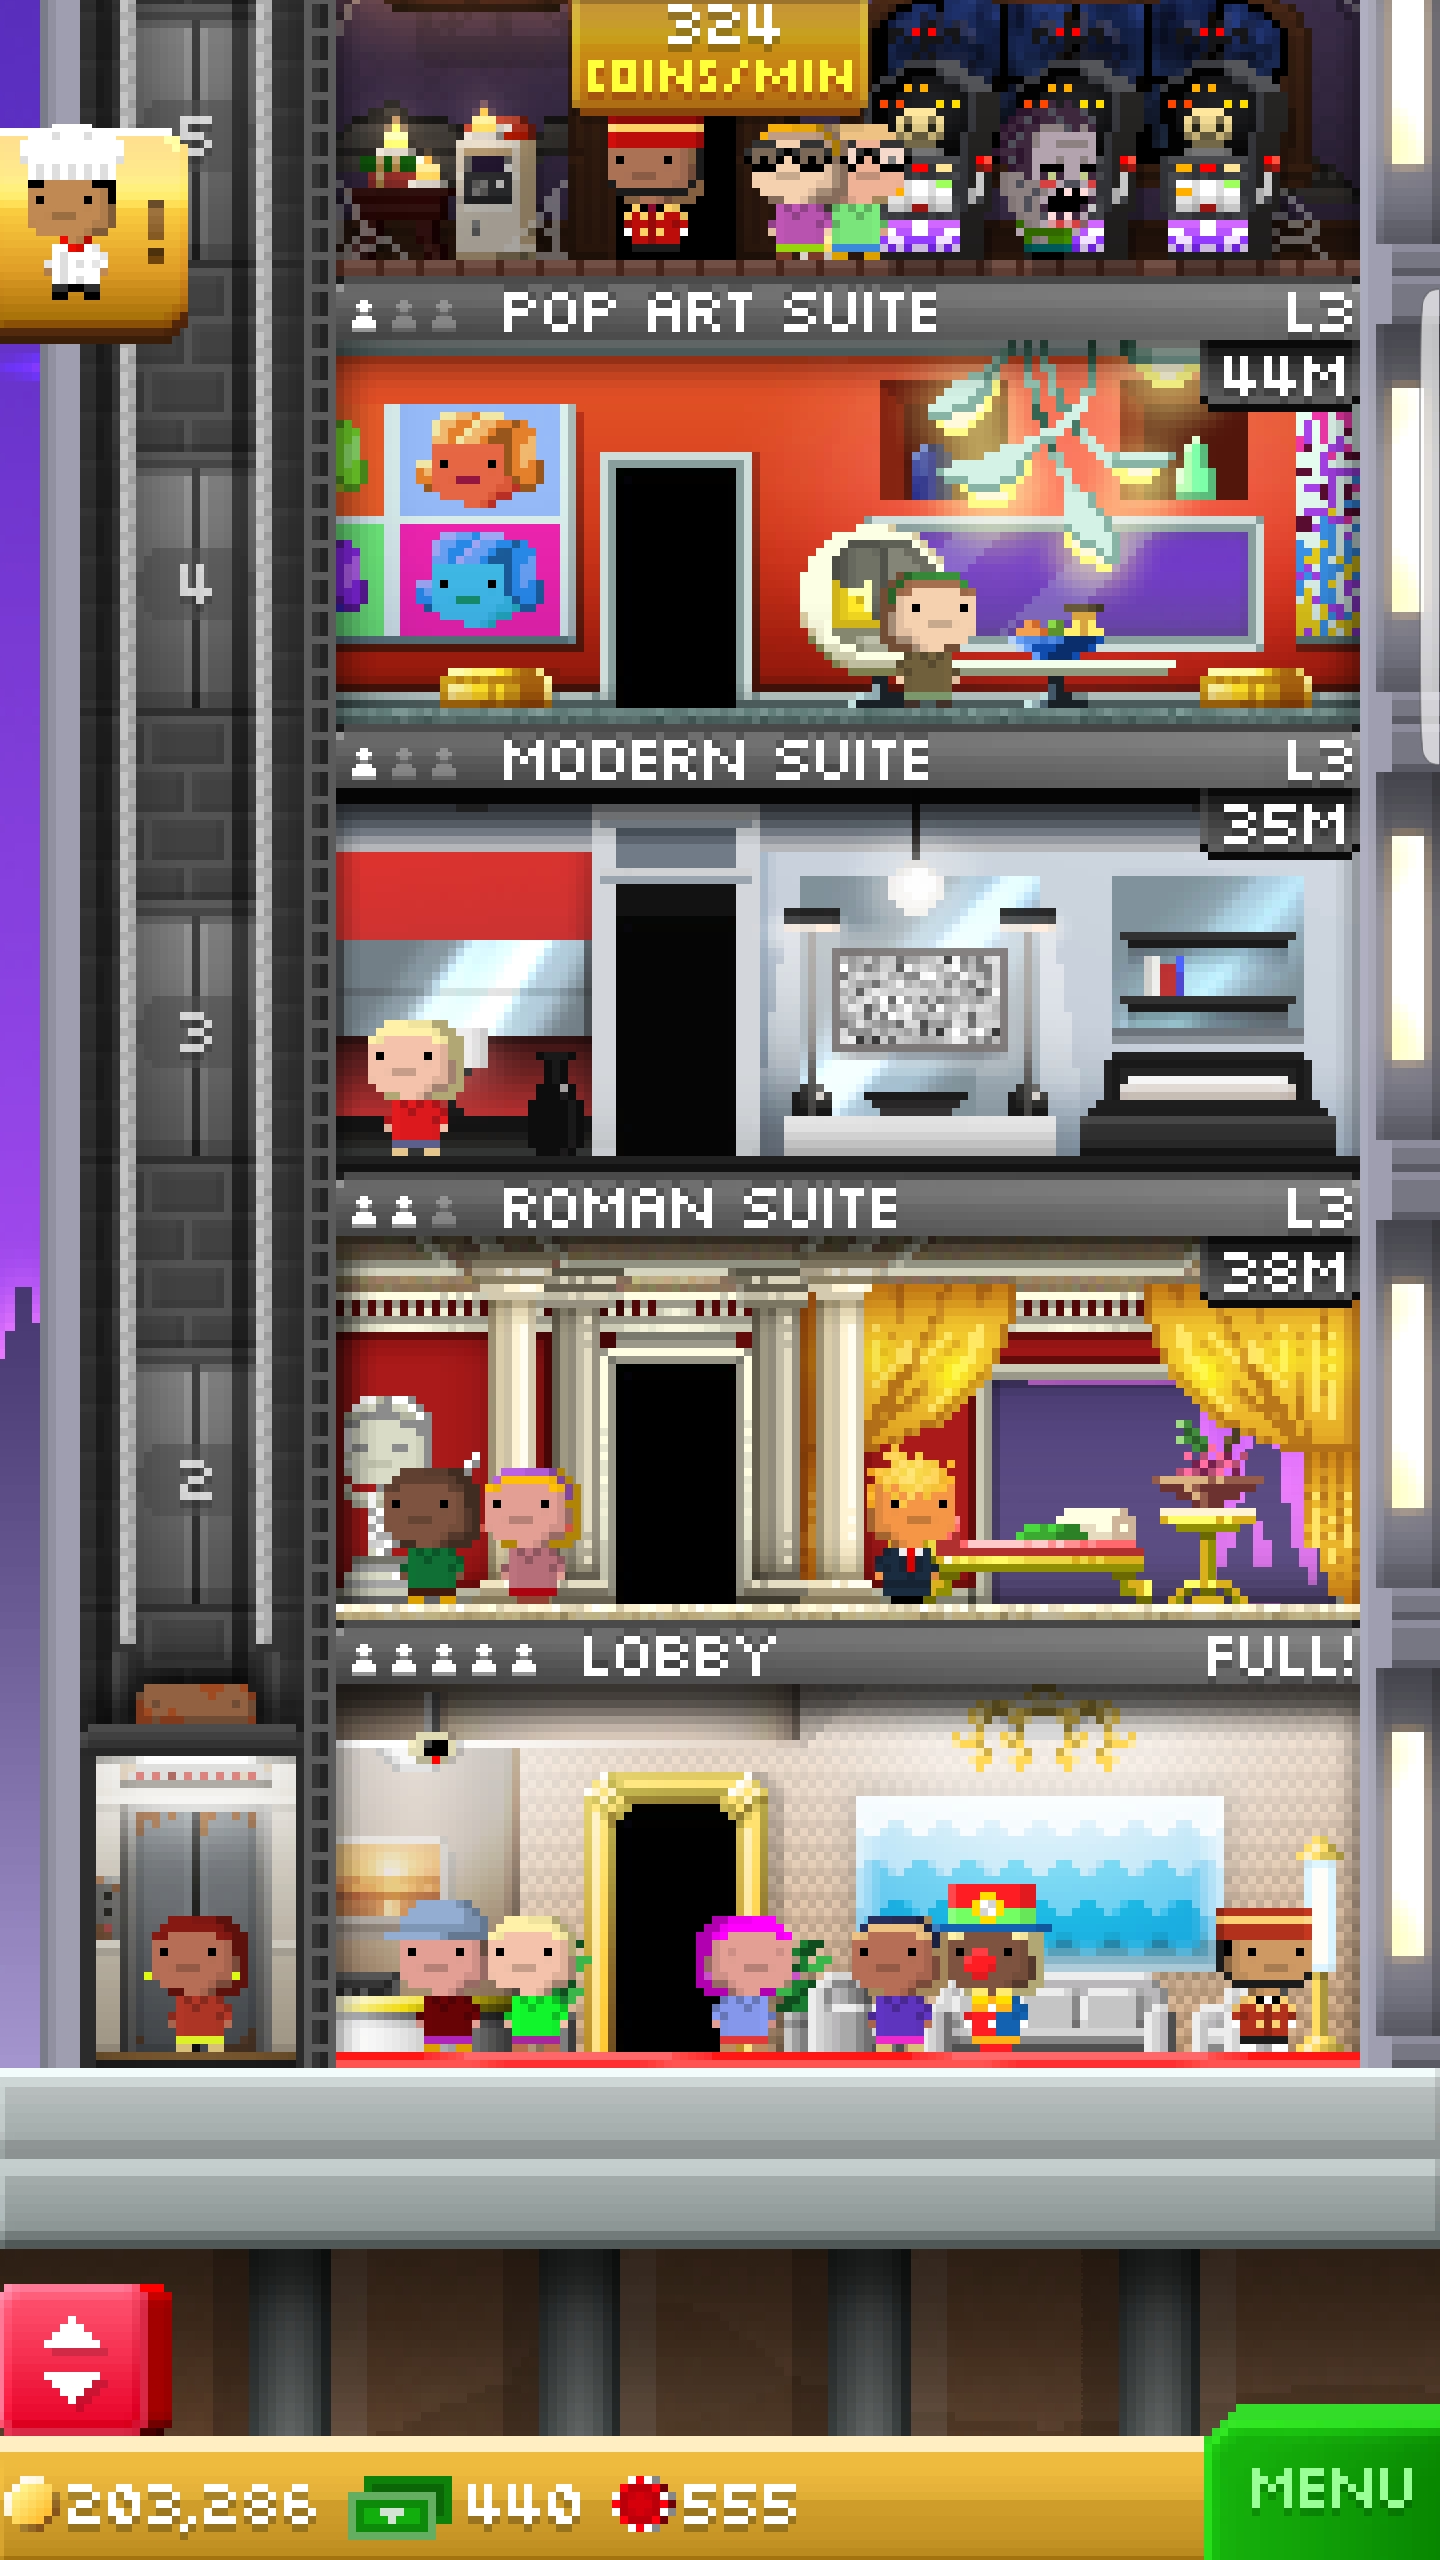 324
COINS/MIN
5
!
POP ART SUITE L3
44M
4
MODERN SUITE L3
35M
3
ROMAN SUITE L3
38M
2
LOBBY FULL!
203,286 440 555 MENU